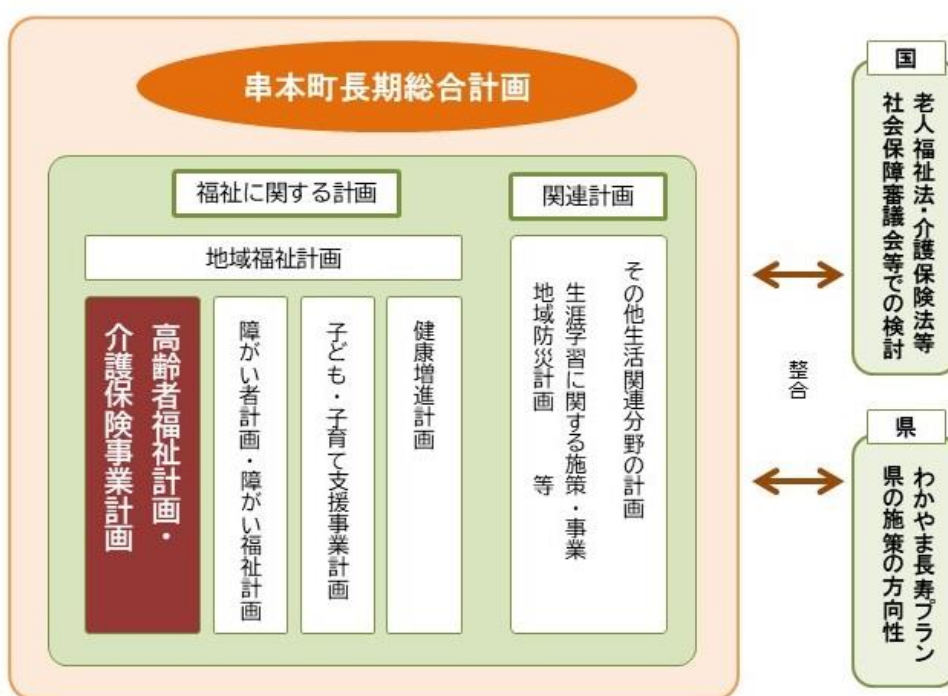 串本町長期総合計画
福祉に関する計画
地域福祉計画
高齢者福祉計画・
介護保険事業計画
障がい者計画・障がい福祉計画
子ども・子育て支援事業計画
健康増進計画
関連計画
その他生活関連分野の計画
生涯学習に関する施策・事業
地域防災計画　等
整合
国
老人福祉法・介護保険法等
社会保障審議会等での検討
県
わかやま長寿プラン
県の施策の方向性